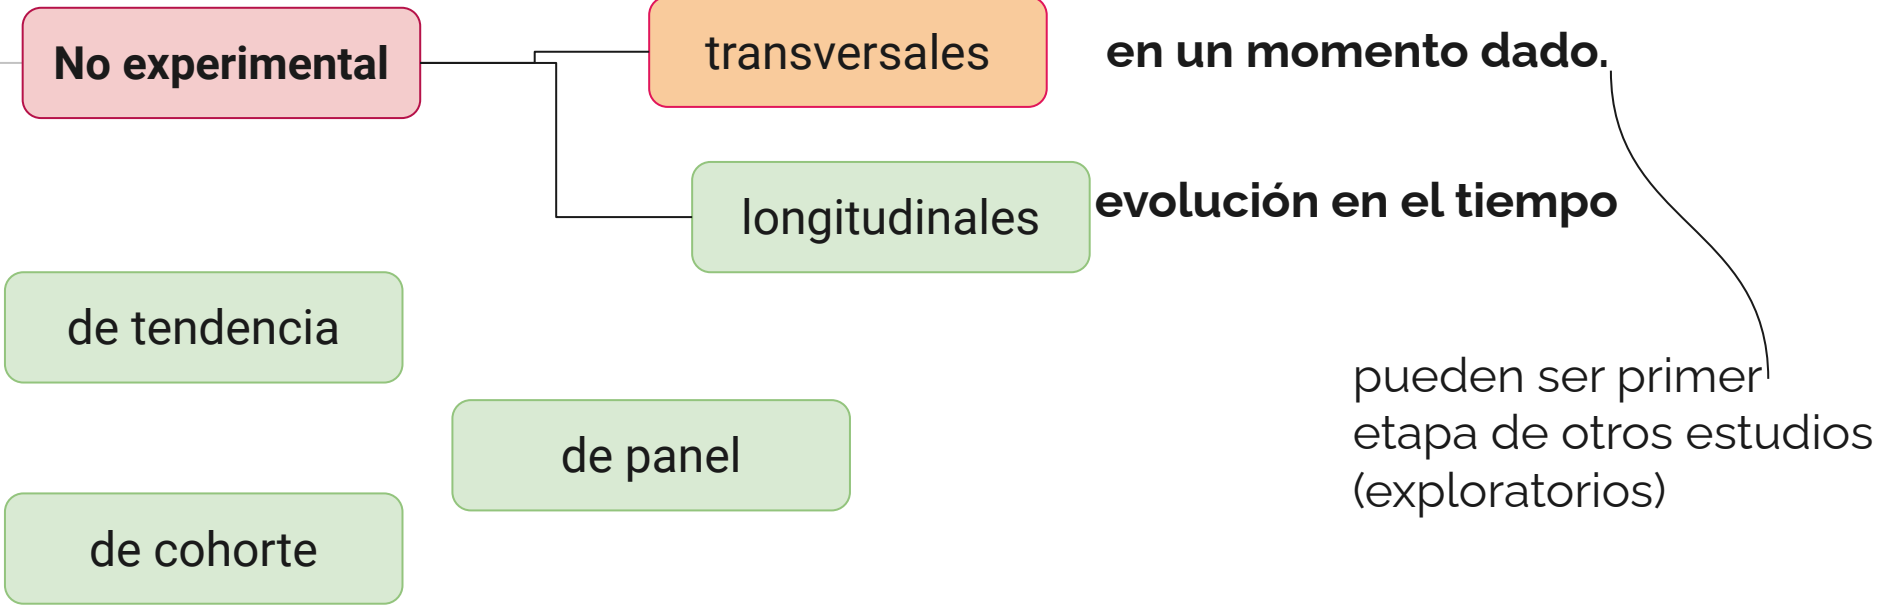 No experimental
transversales
en un momento dado.
longitudinales
evolución en el tiempo
de tendencia
de panel
de cohorte
pueden ser primer
etapa de otros estudios
(exploratorios)